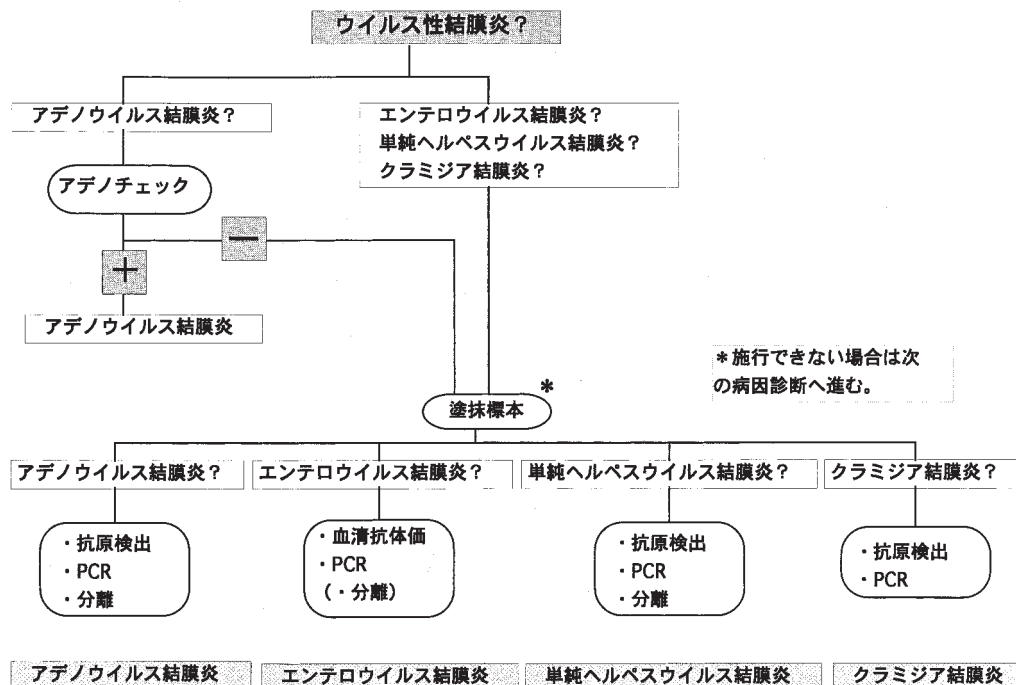 ウイルス性結膜炎？
アデノウイルス結膜炎？
エンテロウイルス結膜炎？
単純ヘルペスウイルス結膜炎？
クラミジア結膜炎？
アデノチェック
－
＋
アデノウイルス結膜炎
＊施行できない場合は次
の病因診断へ進む。
塗抹標本
＊
アデノウイルス結膜炎？
エンテロウイルス結膜炎？
単純ヘルペスウイルス結膜炎？
クラミジア結膜炎？
・抗原検出
・PCR
・分離
・血清抗体価
・PCR
（・分離）
・抗原検出
・PCR
・分離
・抗原検出
・PCR
アデノウイルス結膜炎
エンテロウイルス結膜炎
単純ヘルペスウイルス結膜炎
クラミジア結膜炎